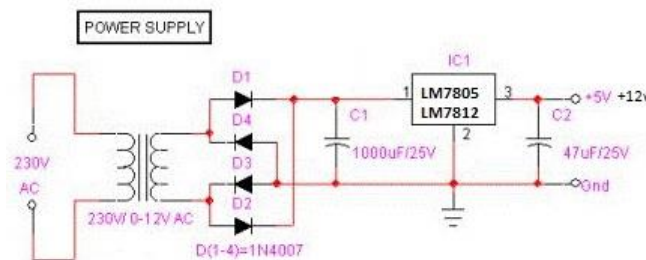 POWER SUPPLY
IC1
D1
1
LM7805
LM7812
3
+5V +12v
D4
C1
C2
2
230V
AC
D3
1000uF/25V
47uF/25V
D2
Gnd
230V/ 0-12V AC
D(1-4)=1N4007